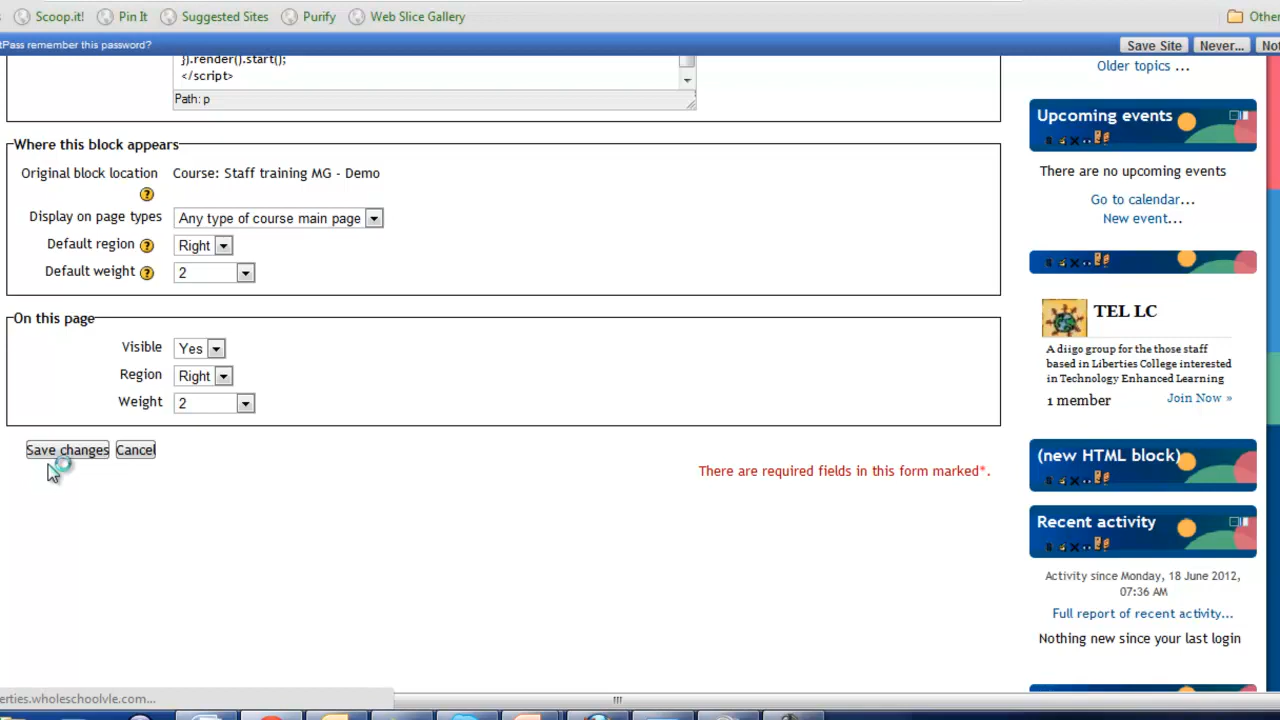 Scoop.it! Pin It Suggested Sites Purify Web Slice Gallery Other
tPass remember this password? Save Site Never... Not
}).render().start();
</script>
Path: p
Where this block appears
Original block location Course: Staff training MG - Demo
Display on page types Any type of course main page
Default region Right
Default weight 2
On this page
Visible Yes
Region Right
Weight 2
Save changes Cancel
There are required fields in this form marked*.
Older topics ...
Upcoming events
There are no upcoming events
Go to calendar...
New event...
TEL LC
A diigo group for the those staff
based in Liberties College interested
in Technology Enhanced Learning
1 member Join Now »
(new HTML block)
Recent activity
Activity since Monday, 18 June 2012,
07:36 AM
Full report of recent activity...
Nothing new since your last login
erties.wholeschoolvle.com...